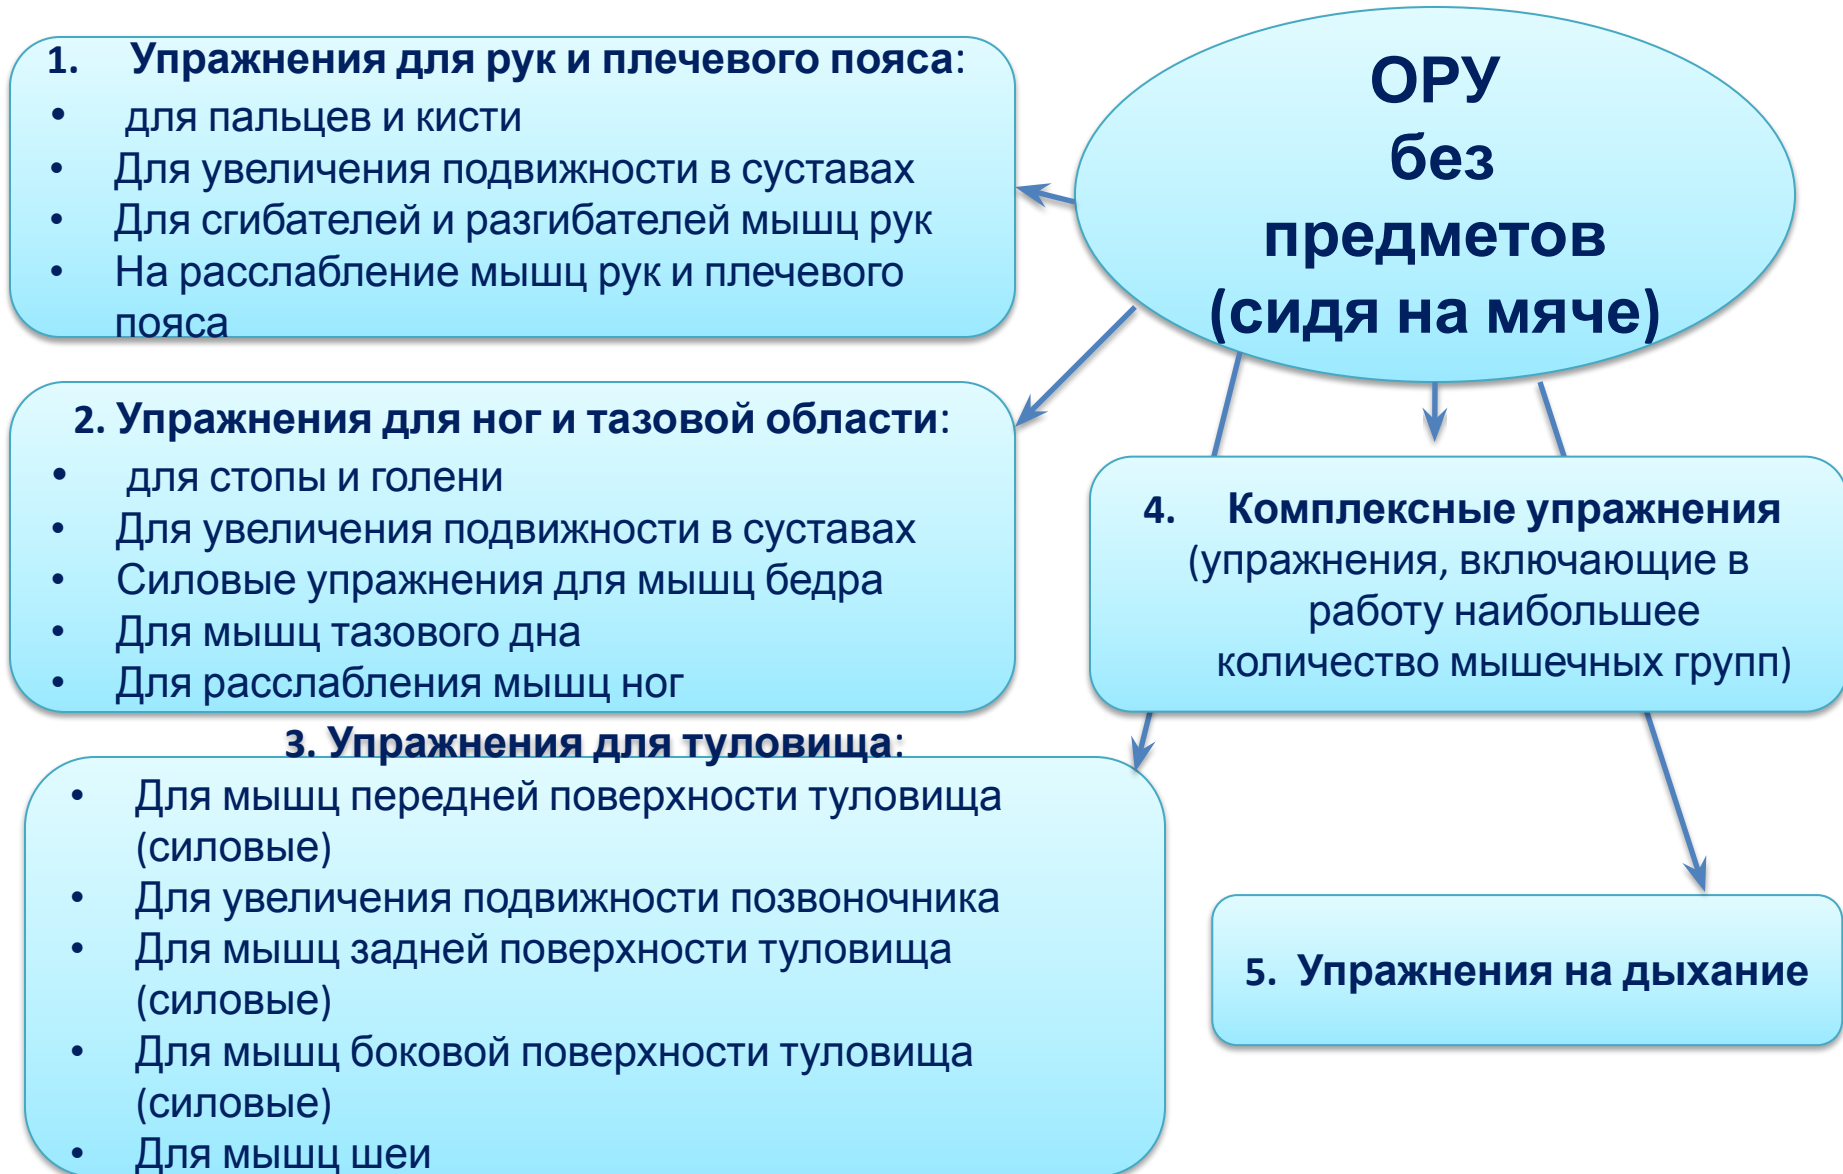 ОРУ
без
предметов
(сидя на мяче)
1. Упражнения для рук и плечевого пояса:
• для пальцев и кисти
• Для увеличения подвижности в суставах
• Для сгибателей и разгибателей мышц рук
• На расслабление мышц рук и плечевого
пояса
2. Упражнения для ног и тазовой области:
• для стопы и голени
• Для увеличения подвижности в суставах
• Силовые упражнения для мышц бедра
• Для мышц тазового дна
• Для расслабления мышц ног
3. Упражнения для туловища:
• Для мышц передней поверхности туловища
(силовые)
• Для увеличения подвижности позвоночника
• Для мышц задней поверхности туловища
(силовые)
• Для мышц боковой поверхности туловища
(силовые)
• Для мышц шеи
4. Комплексные упражнения
(упражнения, включающие в
работу наибольшее
количество мышечных групп)
5. Упражнения на дыхание